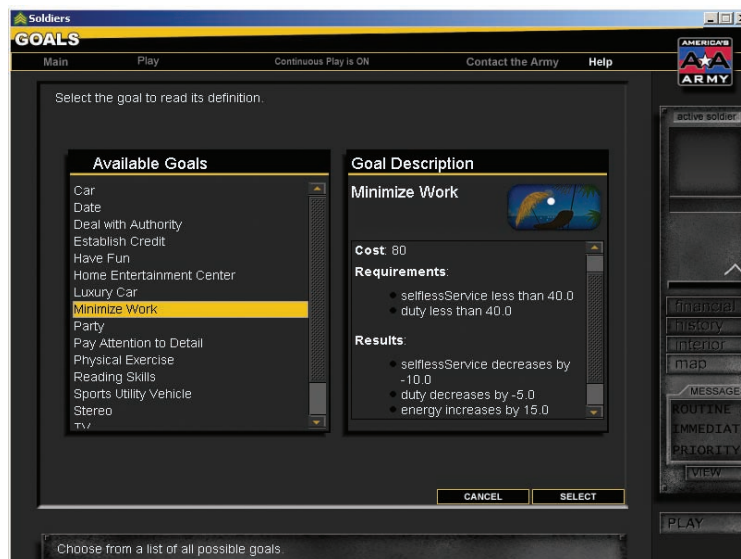 Soldiers
GOALS
Main Play Continuous Play is ON Contact the Army Help
AMERICA'S
ARMY
Select the goal to read its definition.
active soldier
Available Goals
Car
Date
Deal with Authority
Establish Credit
Have Fun
Home Entertainment Center
Luxury Car
Minimize Work
Party
Pay Attention to Detail
Physical Exercise
Reading Skills
Sports Utility Vehicle
Stereo
TV
Goal Description
Minimize Work
Cost: 80
Requirements:
selflessService less than 40.0
duty less than 40.0
Results:
selflessService decreases by
-10.0
duty decreases by -5.0
energy increases by 15.0
financial
history
interior
map
MESSAGE
ROUTINE
IMMEDIAT
PRIORITY
VIEW
CANCEL SELECT
PLAY
Choose from a list of all possible goals.